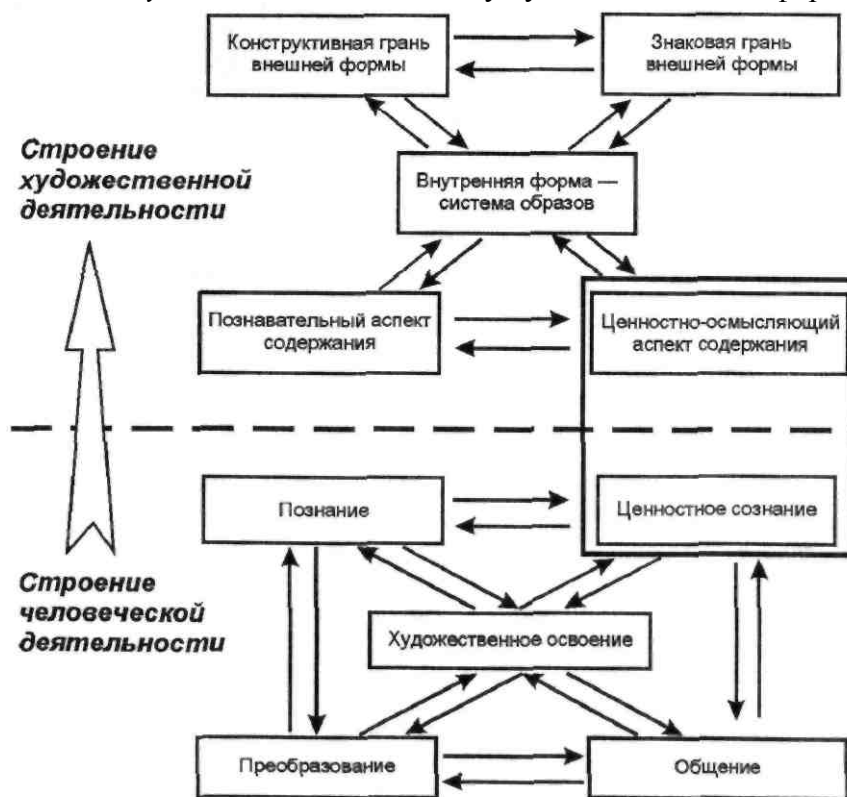 Конструктивная грань
внешней формы
Знаковая грань
внешней формы
Строение
художественной
деятельности
Внутренняя форма —
система образов
Познавательный аспект
содержания
Ценностно-осмысляющий
аспект содержания
Познание
Ценностное сознание
Строение
человеческой
деятельности
Художественное освоение
Преобразование
Общение